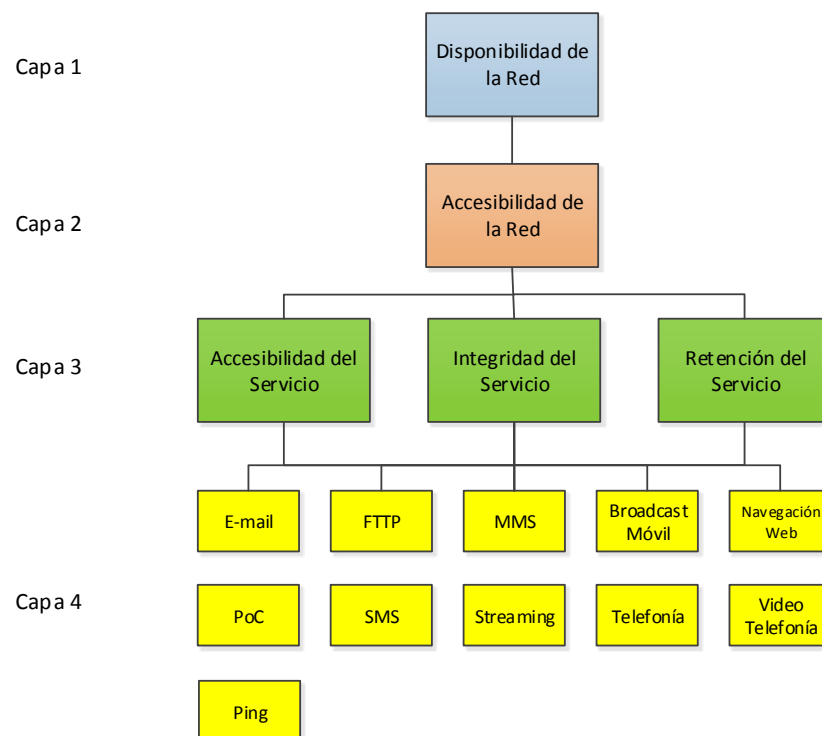 Capa 1
Disponibilidad de
la Red
Capa 2
Accesibilidad de
la Red
Capa 3
Accesibilidad del
Servicio
Integridad del
Servicio
Retención del
Servicio
E-mail
FTTP
MMS
Broadcast
Móvil
Navegación
Web
Capa 4
PoC
SMS
Streaming
Telefonía
Video
Telefonía
Ping